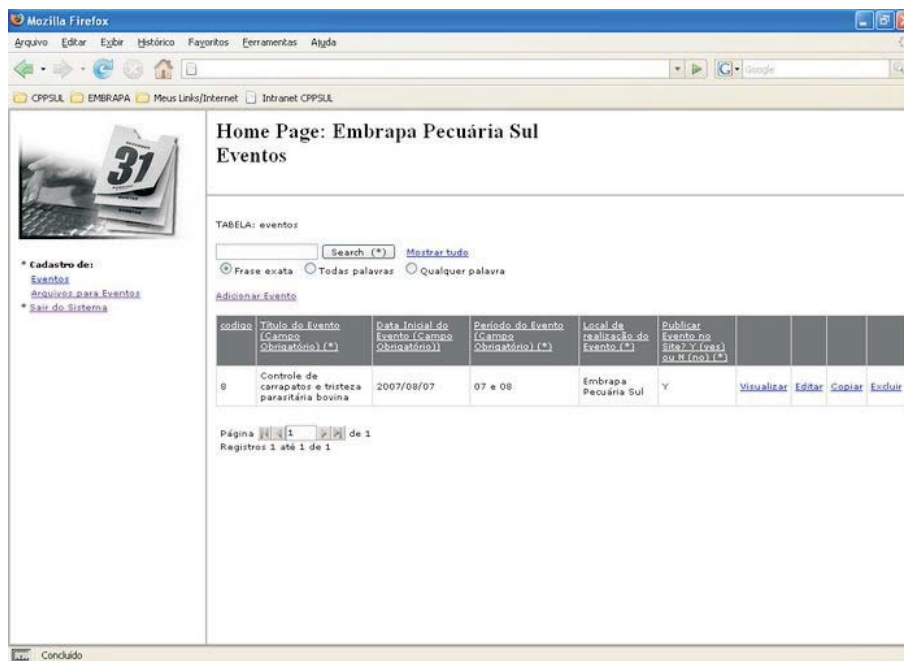 Mozilla Firefox
Arquivo Editar Exibir Histórico Favoritos Ferramentas Ajuda
G Google
CPPSUL EMBRAPA Meus Links/Internet Intranet CPPSUL
31
Home Page: Embrapa Pecuária Sul
Eventos
TABELA: eventos
Search (*) Mostrar tudo
Frase exata Todas palavras Qualquer palavra
* Cadastro de:
Eventos
Arquivos para Eventos
* Sair do Sistema
Adicionar Evento
codigo
Título do Evento
(Campo
Obrigatório) (*)
Data Inicial do
Evento (Campo
Obrigatório))
Período do Evento
(Campo
Obrigatório) (*)
Local de
realização do
Evento (*)
Publicar
Evento no
Site? Y (yes)
ou N (no) (*)
8
Controle de
carrapatos e tristeza
parasitária bovina
2007/08/07
07 e 08
Embrapa
Pecuária Sul
Y
Visualizar Editar Copiar Excluir
Página 1 de 1
Registros 1 até 1 de 1
Concluído